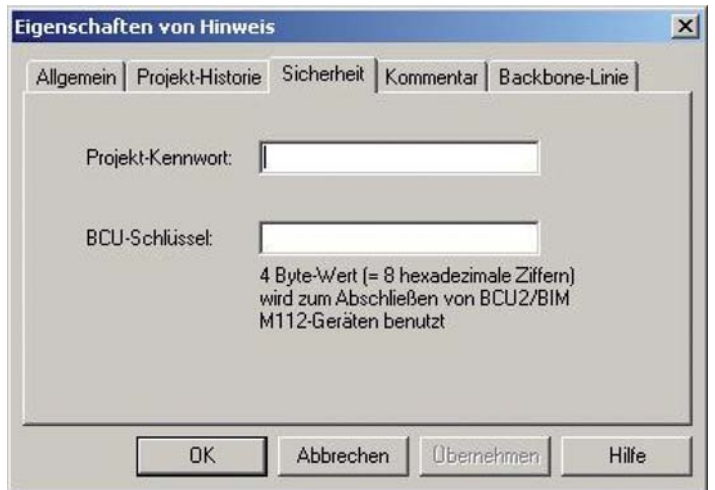 Eigenschaften von Hinweis
Allgemein
Projekt-Historie
Sicherheit
Kommentar
Backbone-Linie
Projekt-Kennwort:
BCU-Schlüssel:
4 Byte-Wert (= 8 hexadezimale Ziffern)
wird zum Abschließen von BCU2/BIM
M112-Geräten benutzt
OK
Abbrechen
Übernehmen
Hilfe